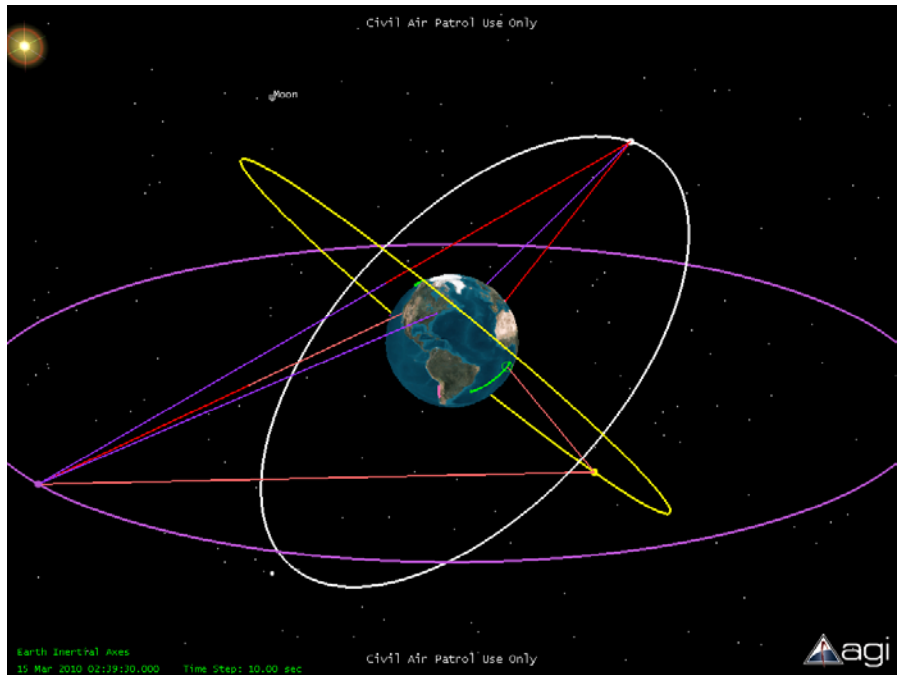 Civil Air Patrol Use Only
Moon
Earth Inertial Axes
15 Mar 2010 02:39:30.000 Time Step: 10.00 sec
Civil Air Patrol Use Only
agi